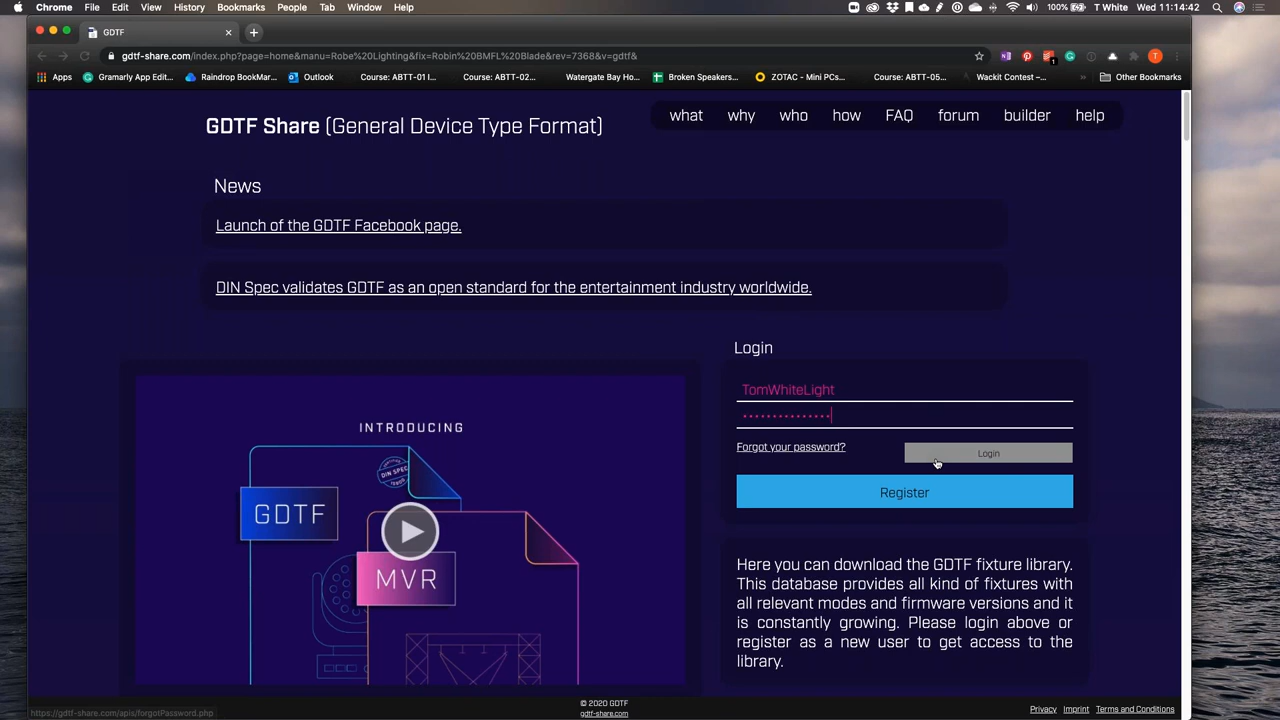 Chrome File Edit View History Bookmarks People Tab Window Help
100% T White Wed 11:14:42
GDTF
gdtf-share.com/index.php?page=home&manu=Robe%20Lighting&fix=Robin%20BMFL%20Blade&rev=7368&v=gdtf&
Apps Gramarly App Edit... Raindrop BookMar... Outlook Course: ABTT-01 I... Course: ABTT-02... Watergate Bay Ho... Broken Speakers... ZOTAC - Mini PCs... Course: ABTT-05... Wackit Contest –... Other Bookmarks
GDTF Share (General Device Type Format)
what why who how FAQ forum builder help
News
Launch of the GDTF Facebook page.
DIN Spec validates GDTF as an open standard for the entertainment industry worldwide.
Login
TomWhiteLight
Forgot your password?
Login
Register
INTRODUCING
DIN SPEC
GDTF
MVR
Here you can download the GDTF fixture library.
This database provides all kind of fixtures with
all relevant modes and firmware versions and it
is constantly growing. Please login above or
register as a new user to get access to the
library.
© 2020 GDTF
gdtf-share.com
Privacy Imprint Terms and Conditions
https://gdtf-share.com/apis/forgotPassword.php